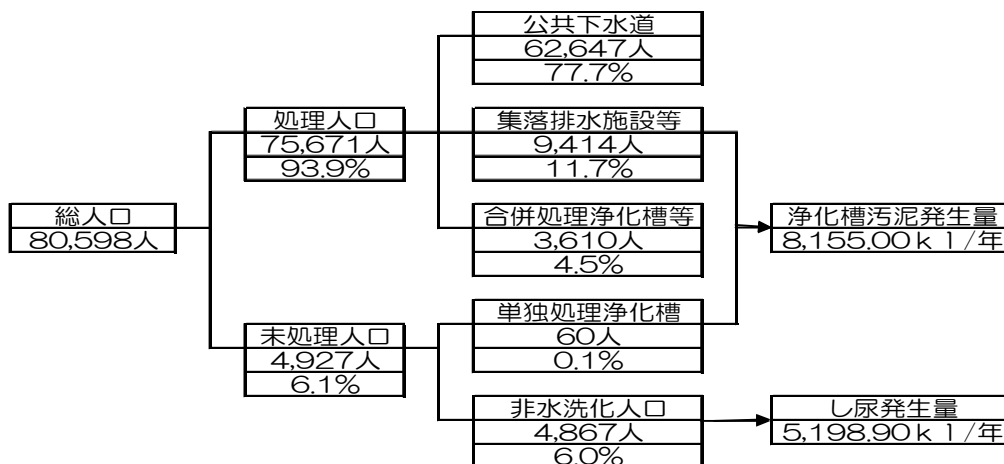 公共下水道
62,647人
77.7%
処理人口
75,671人
93.9%
集落排水施設等
9,414人
11.7%
総人口
80,598人
合併処理浄化槽等
3,610人
4.5%
浄化槽汚泥発生量
8,155.00kl/年
未処理人口
4,927人
6.1%
単独処理浄化槽
60人
0.1%
非水洗化人口
4,867人
6.0%
し尿発生量
5,198.90kl/年